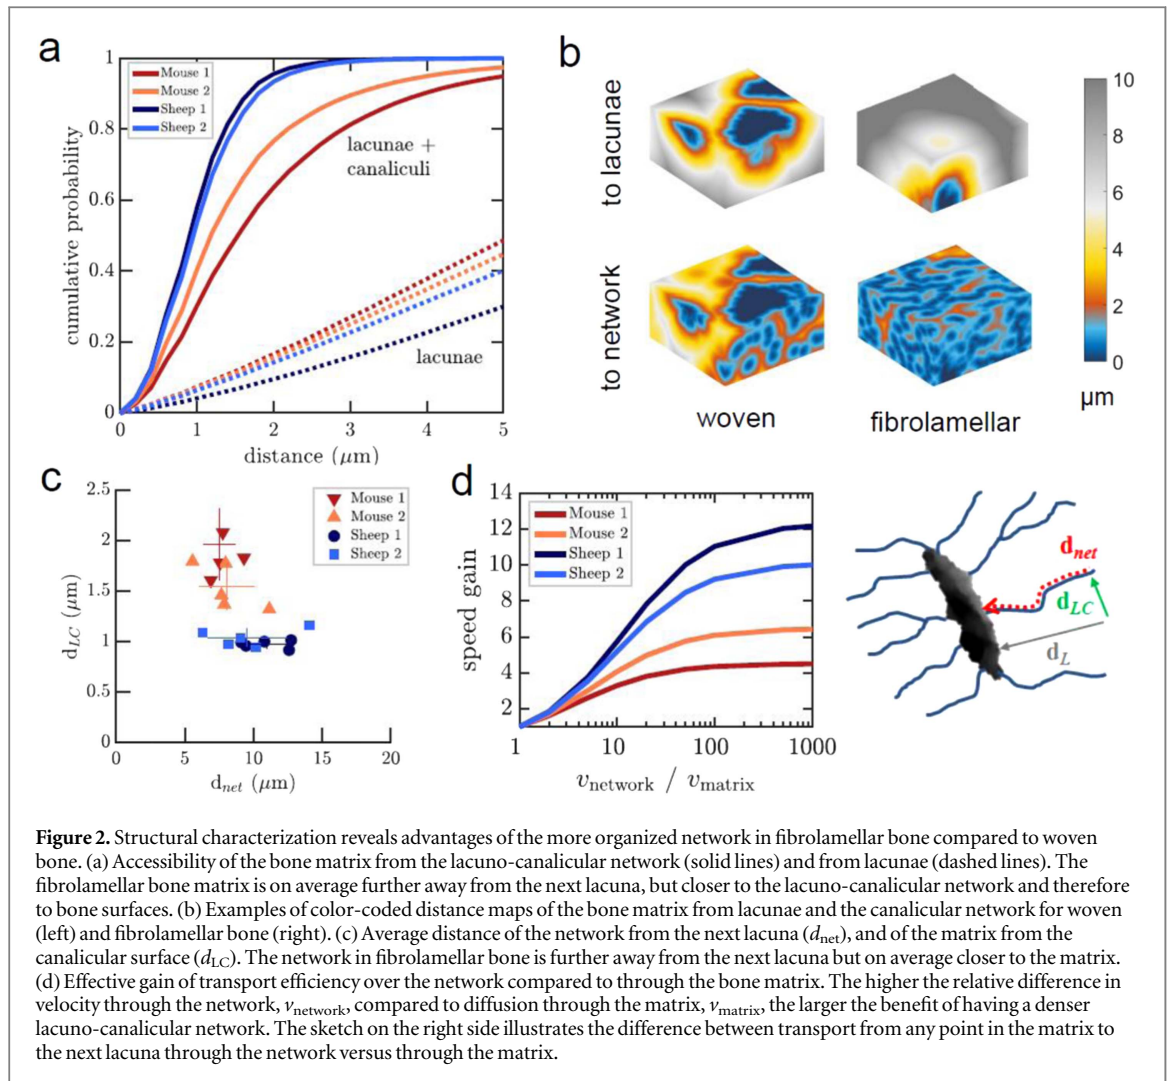 a
1
0.8
0.6
0.4
0.2
0
cumulative probability
Mouse 1
Mouse 2
Sheep 1
Sheep 2
lacunae +
canaliculi
lacunae
0 1 2 3 4 5
distance (μm)
b
to lacunae
to network
woven
fibrolamellar
10
8
6
4
2
0
μm
c
2.5
2
1.5
1
0.5
0
d_LC (μm)
Mouse 1
Mouse 2
Sheep 1
Sheep 2
0 5 10 15 20
d_net (μm)
d
14
12
10
8
6
4
2
speed gain
Mouse 1
Mouse 2
Sheep 1
Sheep 2
1 10 100 1000
v_network / v_matrix
d_net
d_LC
d_L
Figure 2. Structural characterization reveals advantages of the more organized network in fibrolamellar bone compared to woven
bone. (a) Accessibility of the bone matrix from the lacuno-canalicular network (solid lines) and from lacunae (dashed lines). The
fibrolamellar bone matrix is on average further away from the next lacuna, but closer to the lacuno-canalicular network and therefore
to bone surfaces. (b) Examples of color-coded distance maps of the bone matrix from lacunae and the canalicular network for woven
(left) and fibrolamellar bone (right). (c) Average distance of the network from the next lacuna (d_net), and of the matrix from the
canalicular surface (d_LC). The network in fibrolamellar bone is further away from the next lacuna but on average closer to the matrix.
(d) Effective gain of transport efficiency over the network compared to through the bone matrix. The higher the relative difference in
velocity through the network, v_network, compared to diffusion through the matrix, v_matrix, the larger the benefit of having a denser
lacuno-canalicular network. The sketch on the right side illustrates the difference between transport from any point in the matrix to
the next lacuna through the network versus through the matrix.